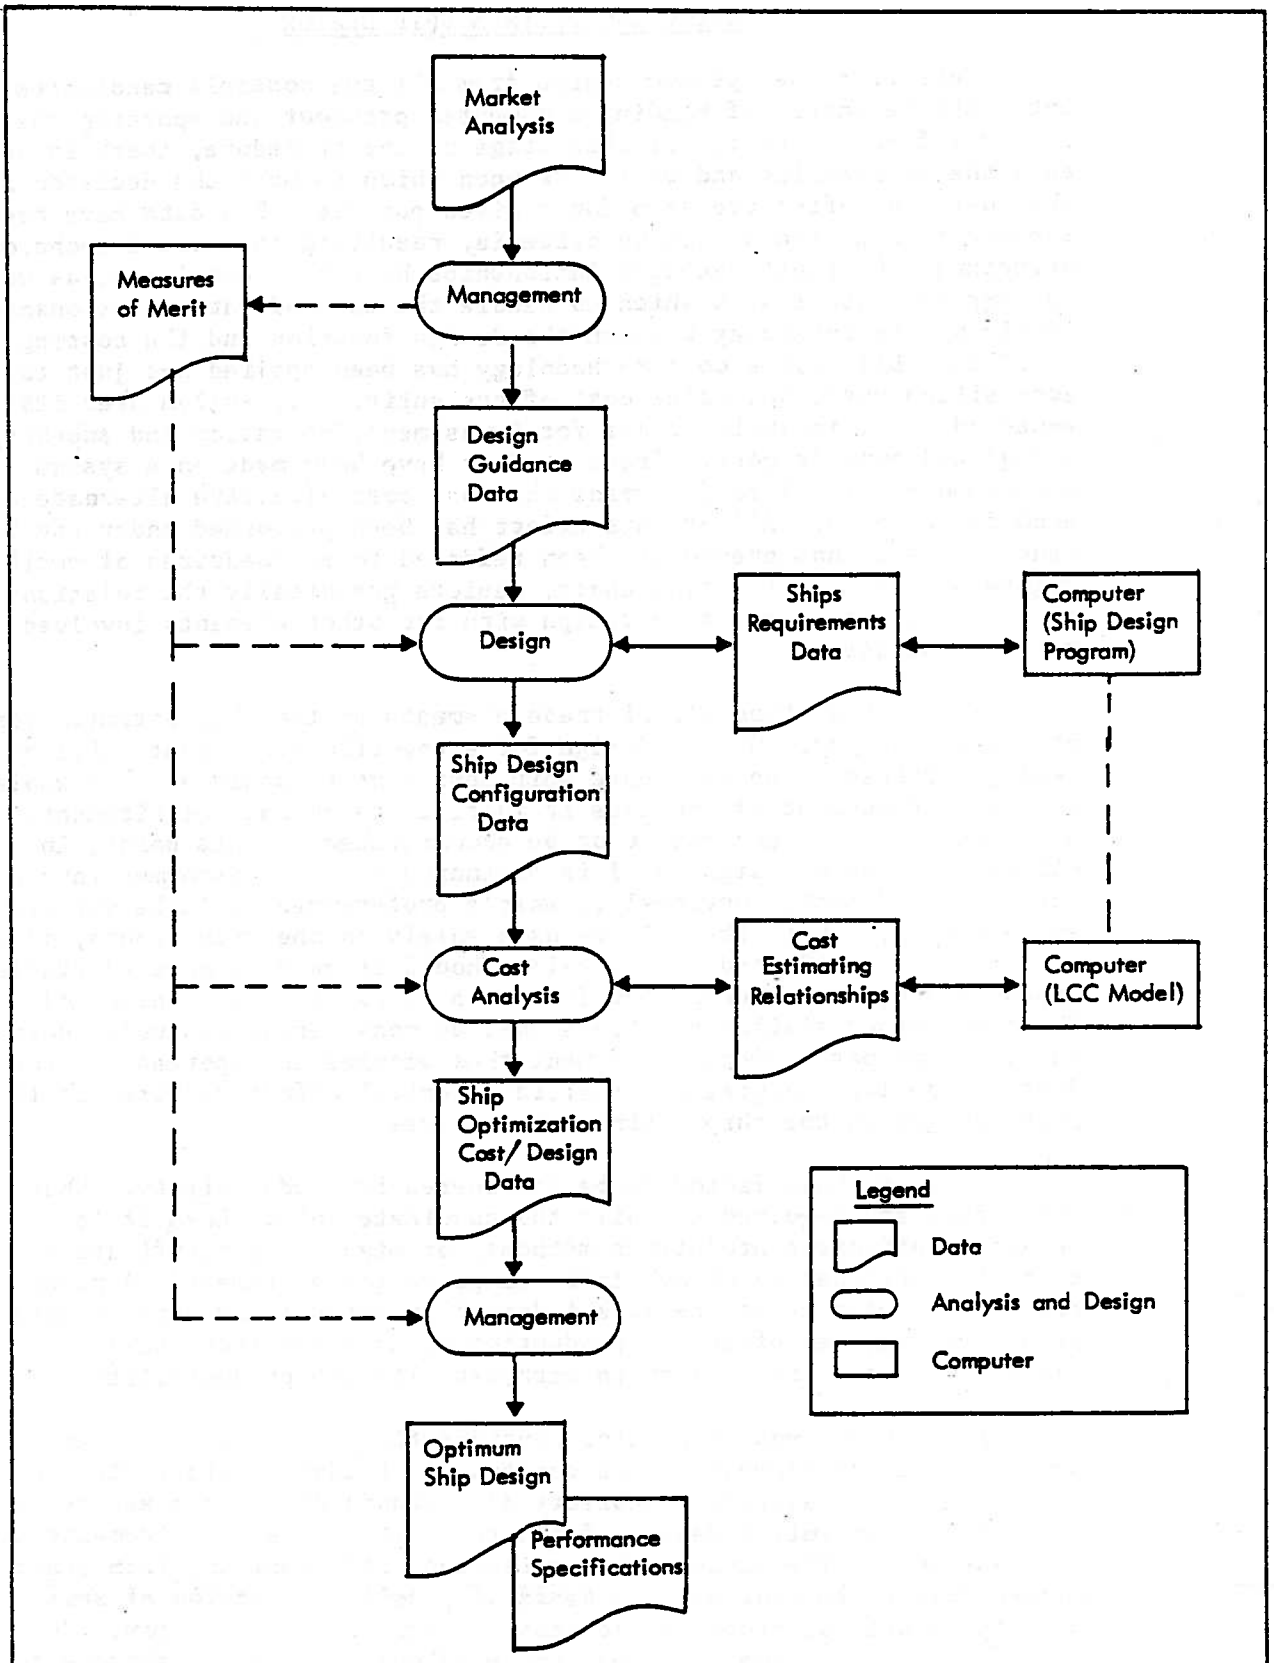 Market
Analysis
Measures
of Merit
Management
Design
Guidance
Data
Design
Ships
Requirements
Data
Computer
(Ship Design
Program)
Ship Design
Configuration
Data
Cost
Analysis
Cost
Estimating
Relationships
Computer
(LCC Model)
Ship
Optimization
Cost/Design
Data
Management
Optimum
Ship Design
Performance
Specifications
Legend
Data
Analysis and Design
Computer